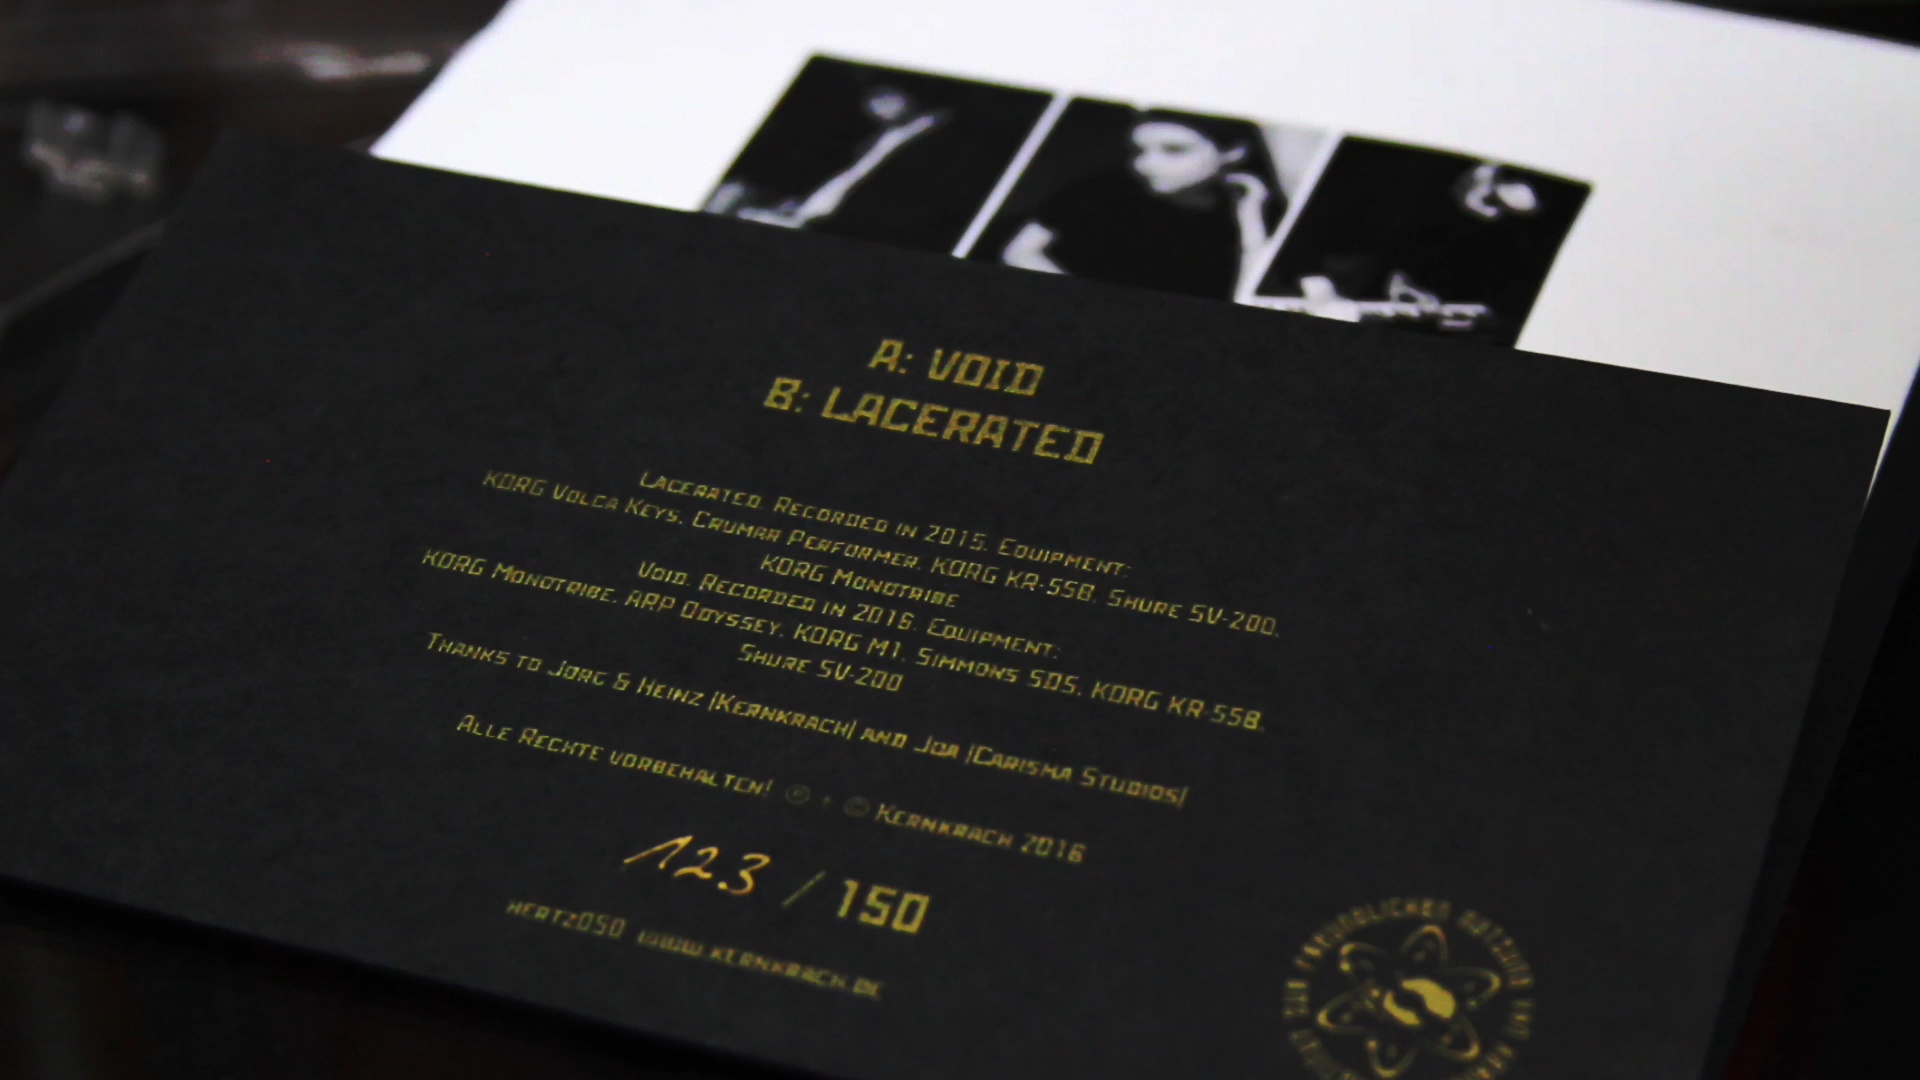 A: VOID
B: LACERATED
LACERATED. RECORDED IN 2015. EQUIPMENT:
KORG VOLCA KEYS, CRUMAR PERFORMER, KORG KR-55B, SHURE SV-200,
KORG MONOTRIBE
VOID. RECORDED IN 2016. EQUIPMENT:
KORG MONOTRIBE, ARP ODYSSEY, KORG M1, SIMMONS SDS, KORG KR-55B,
SHURE SV-200
THANKS TO JÖRG & HEINZ |KERNKRACH| AND JOA |CARISMA STUDIOS|
ALLE RECHTE VORBEHALTEN! Ⓟ + © KERNKRACH 2016
123 / 150
HERTZ050 WWW.KERNKRACH.DE